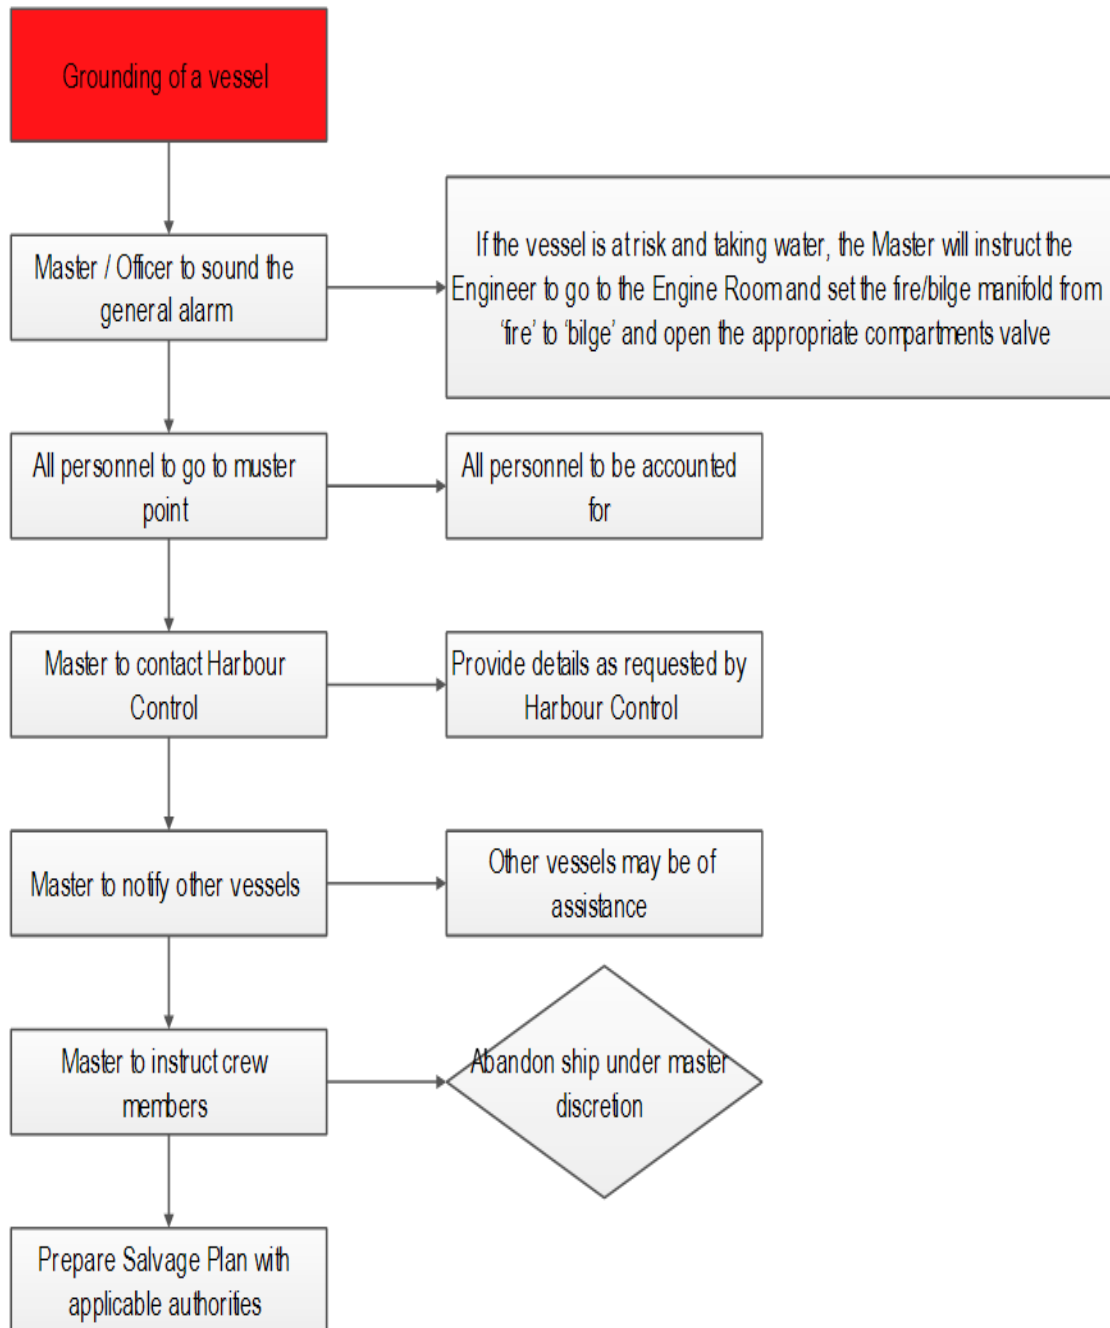 Grounding of a vessel
Master / Officer to sound the
general alarm
If the vessel is at risk and taking water, the Master will instruct the
Engineer to go to the Engine Room and set the fire/bilge manifold from
‘fire’ to ‘bilge’ and open the appropriate compartments valve
All personnel to go to muster
point
All personnel to be accounted
for
Master to contact Harbour
Control
Provide details as requested by
Harbour Control
Master to notify other vessels
Other vessels may be of
assistance
Master to instruct crew
members
Abandon ship under master
discretion
Prepare Salvage Plan with
applicable authorities